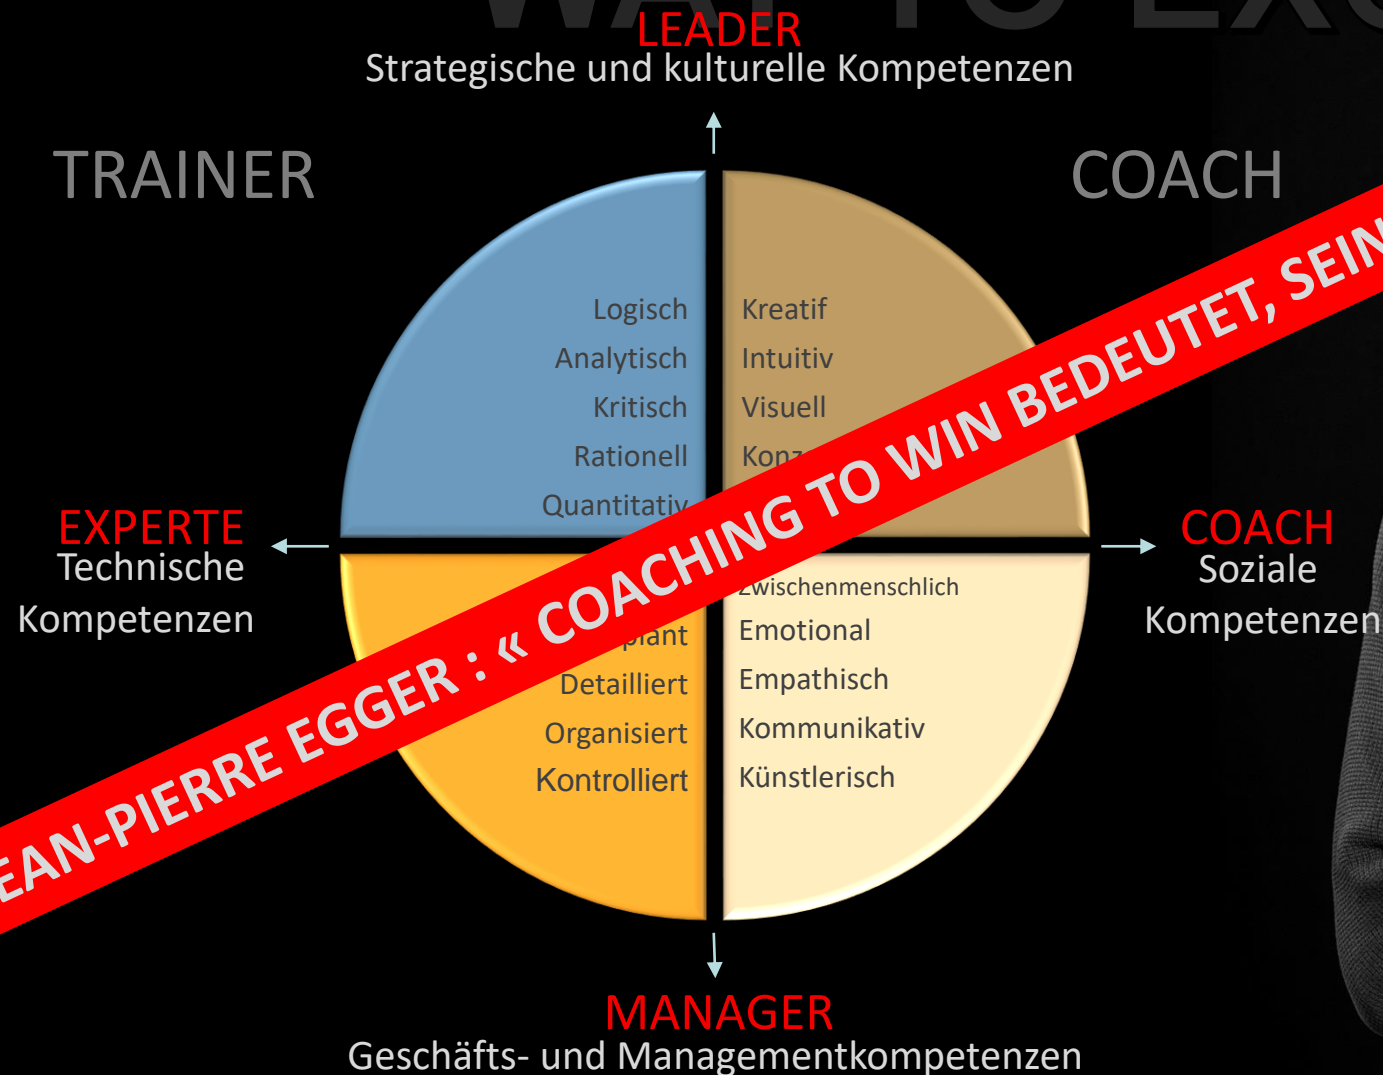 WAY TO
LEADER
Strategische und kulturelle Kompetenzen
TRAINER
COACH
Logisch
Analytisch
Kritisch
Rationell
Quantitativ
Kreatif
Intuitiv
Visuell
EXPERTE
Technische
Kompetenzen
COACH
Soziale
Kompetenzen
EAN-PIERRE EGGER : « COACHING TO WIN BEDEUTET, SEIN
Detailliert
Organisiert
Kontrolliert
Zwischenmenschlich
Emotional
Empathisch
Kommunikativ
Künstlerisch
MANAGER
Geschäfts- und Managementkompetenzen